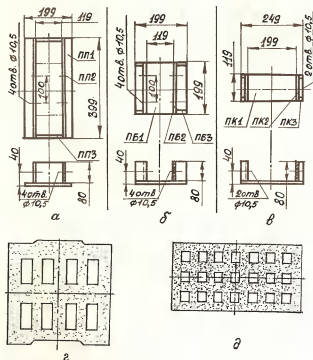 199
119
4отв. ф10,5
100
399
ПП1
ПП2
ПП3
40
80
4отв.
ф10,5
а
199
119
4отв. ф10,5
100
199
ПБ1
ПБ2
ПБ3
40
80
4отв
ф10,5
б
249
199
119
2отв ф10,5
ПК1
ПК2
ПК3
40
80
2отв
ф10,5
в
г
д